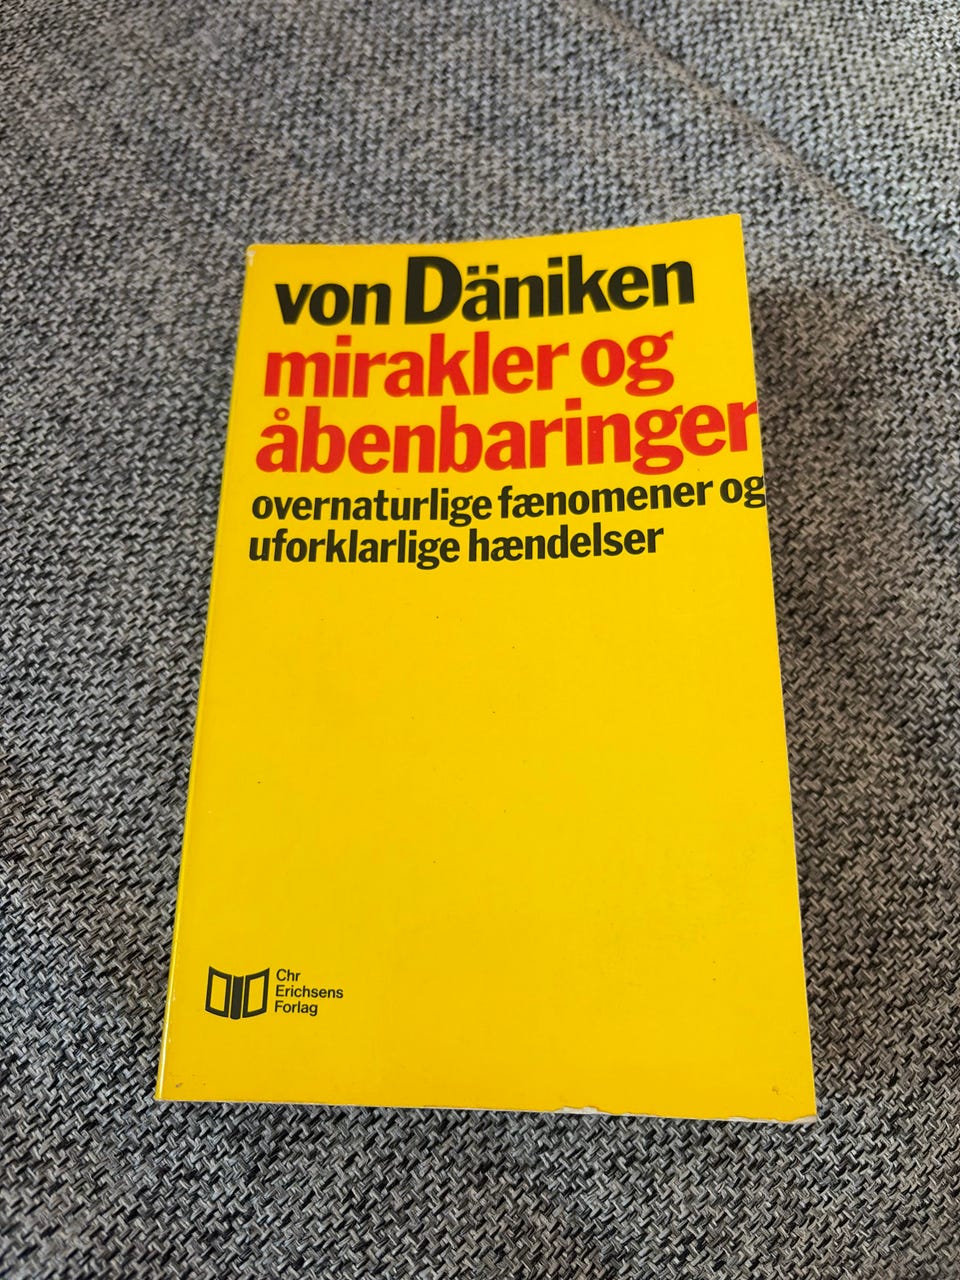 von Däniken
mirakler og
åbenbaringer
overnaturlige fænomener og
uforklarlige hændelser
Chr
Erichsens
Forlag